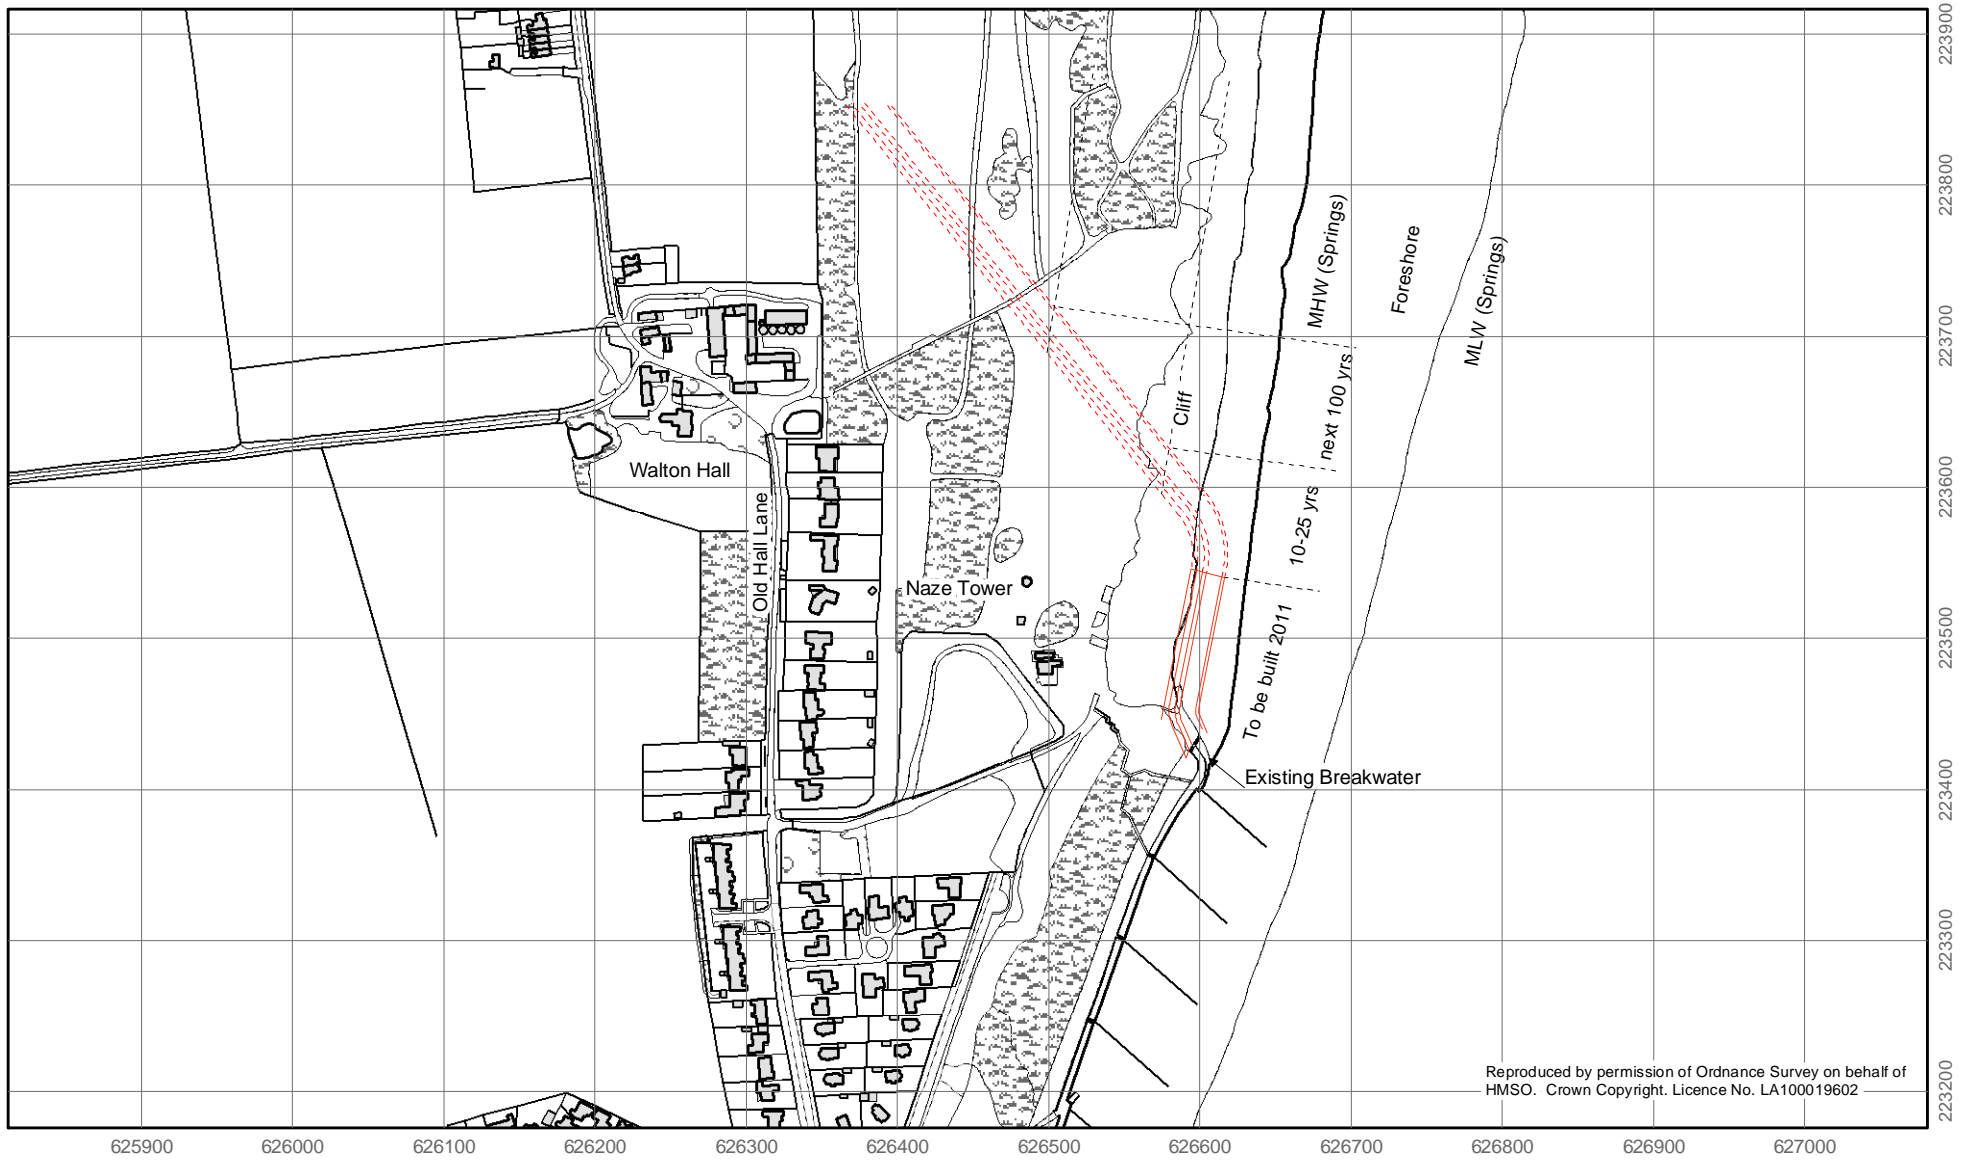 223900
223800
223700
223600
223500
223400
223300
223200
MHW (Springs)
Foreshore
MLW (Springs)
Cliff
next 100 yrs
10-25 yrs
To be built 2011
Walton Hall
Old Hall Lane
Naze Tower
Existing Breakwater
Reproduced by permission of Ordnance Survey on behalf of
HMSO. Crown Copyright. Licence No. LA100019602
625900 626000 626100 626200 626300 626400 626500 626600 626700 626800 626900 627000